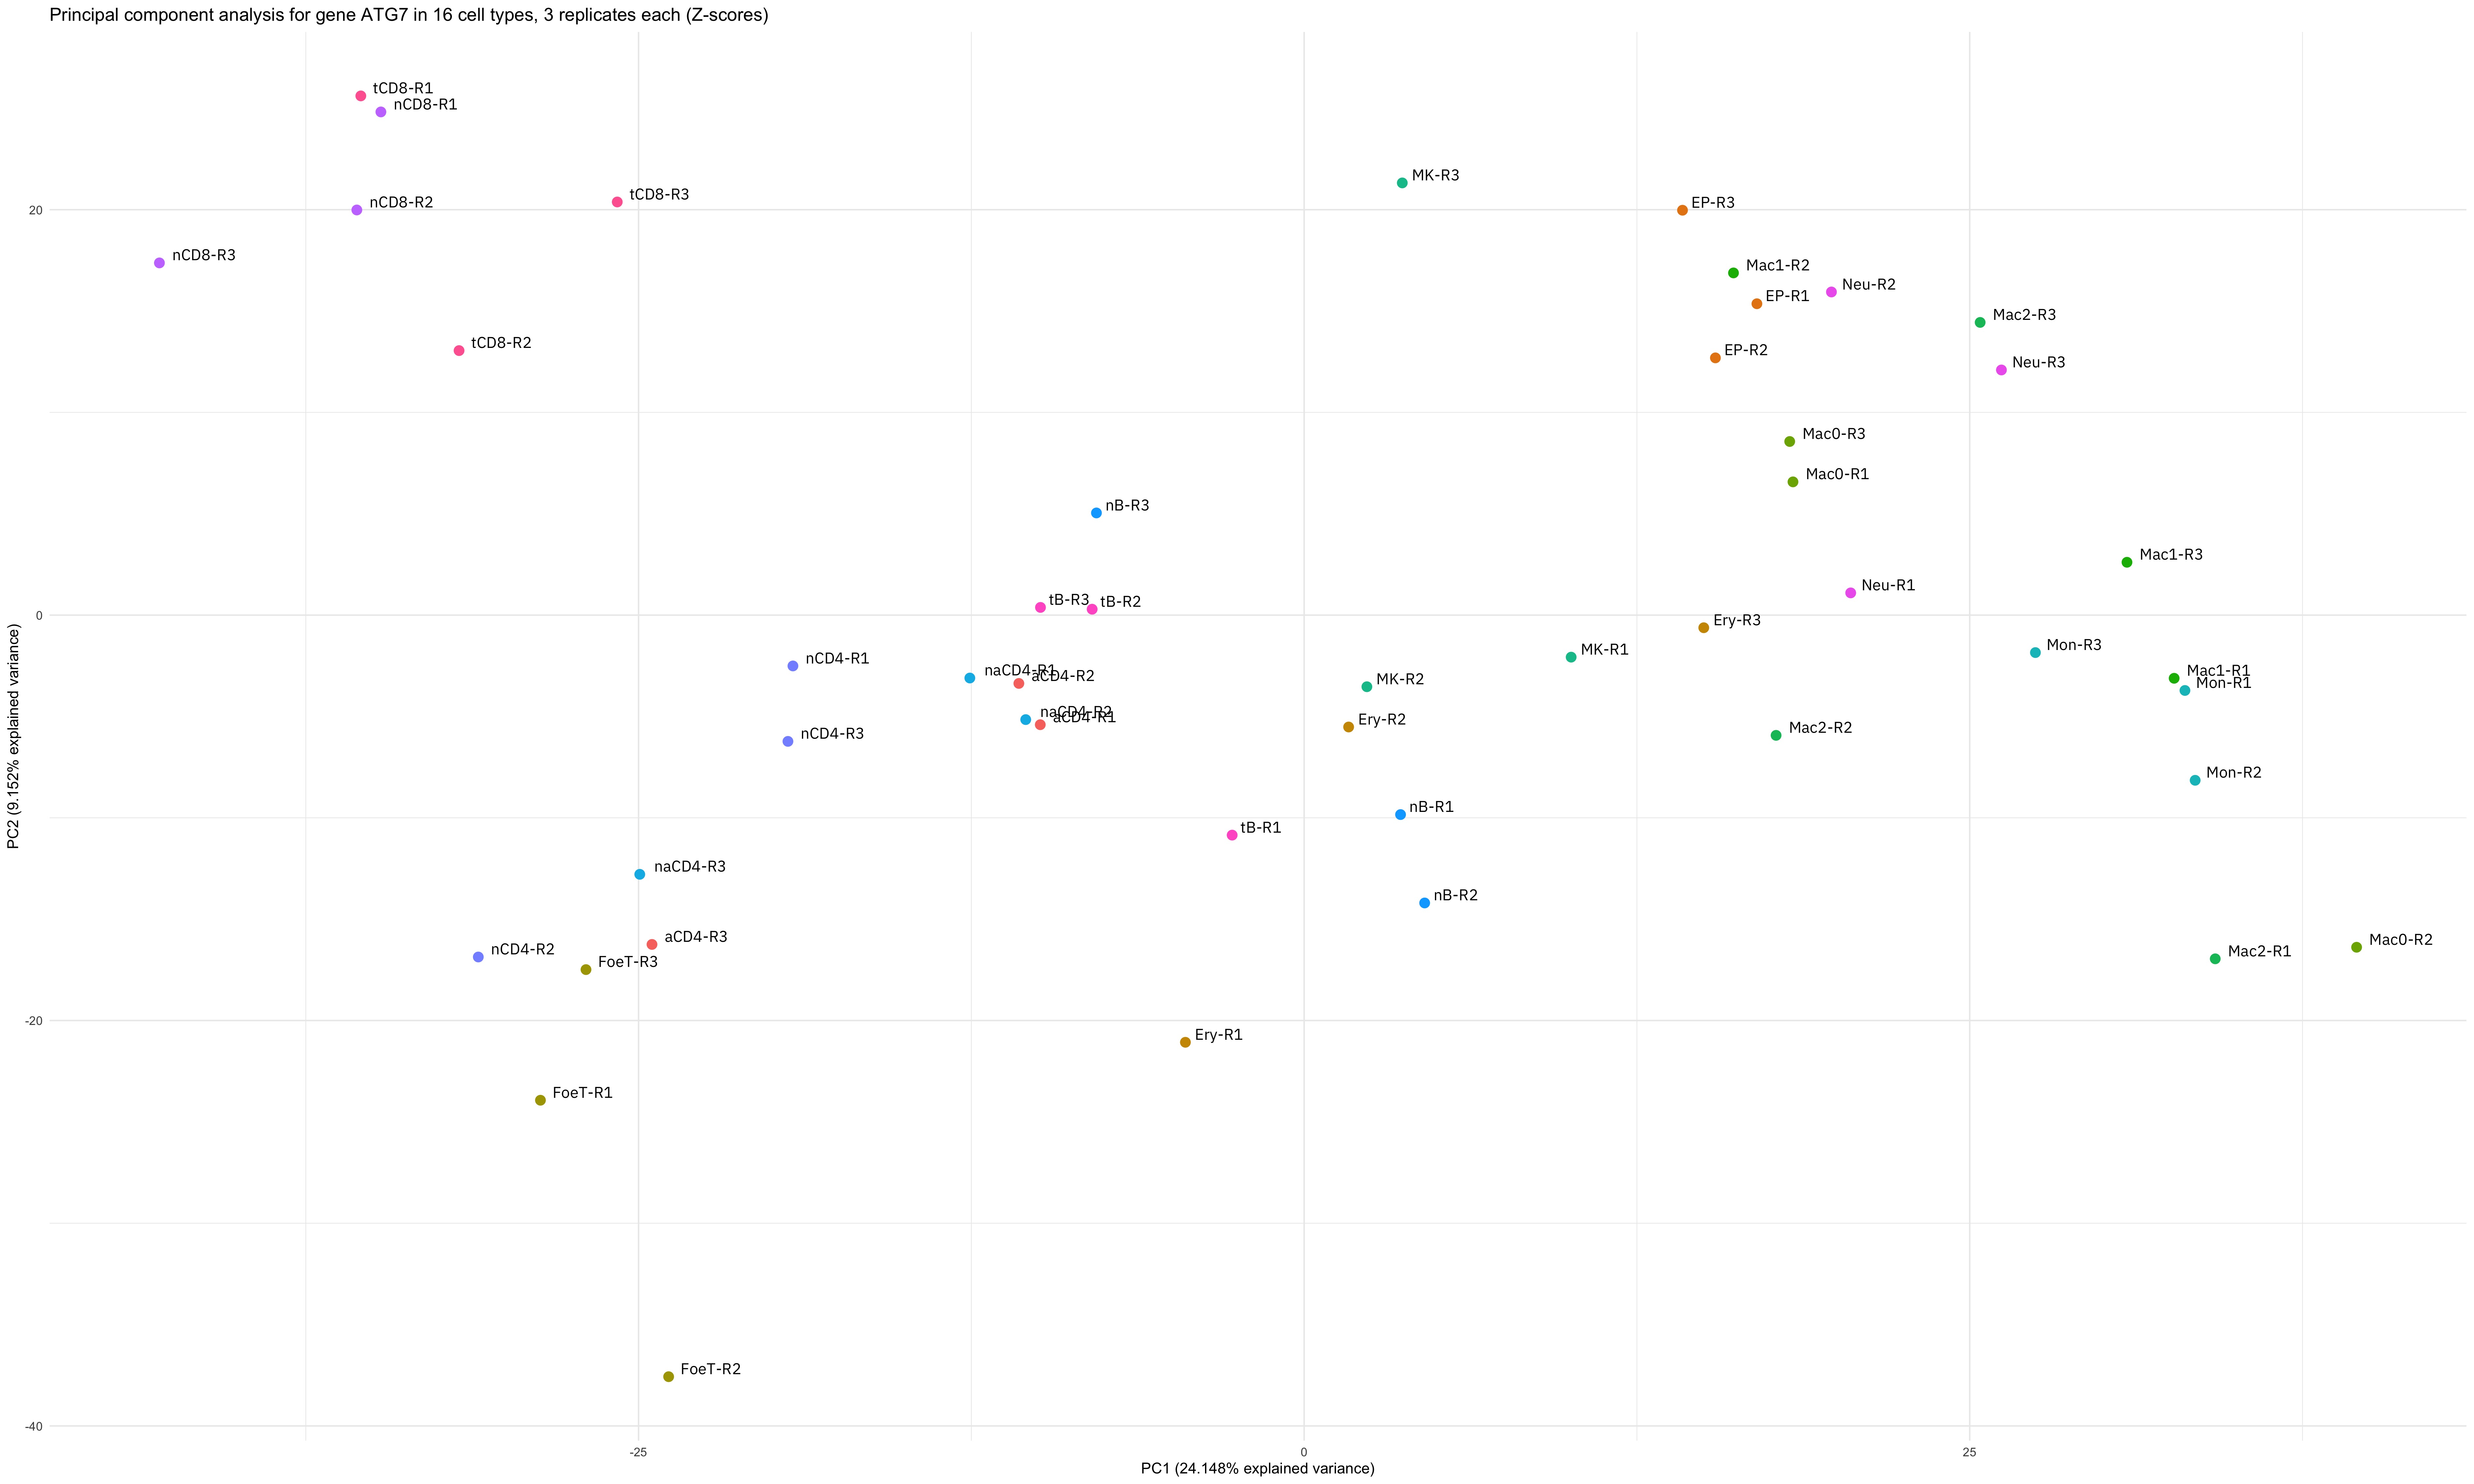 Principal component analysis for gene ATG7 in 16 cell types, 3 replicates each (Z-scores)
tCD8-R1
nCD8-R1
MK-R3
tCD8-R3
nCD8-R2
EP-R3
20
nCD8-R3
Mac1-R2
Neu-R2
EP-R1
Mac2-R3
tCD8-R2
EP-R2
Neu-R3
Mac0-R3
Mac0-R1
nB-R3
Mac1-R3
Neu-R1
tB-R3
tB-R2
0
Ery-R3
Mon-R3
MK-R1
nCD4-R1
naCD4-R1
aCD4-R2
MK-R2
Mac1-R1
Mon-R1
naCD4-R2
aCD4-R1
Ery-R2
Mac2-R2
nCD4-R3
PC2 (9.152% explained variance)
Mon-R2
nB-R1
tB-R1
naCD4-R3
nB-R2
aCD4-R3
Mac0-R2
nCD4-R2
Mac2-R1
FoeT-R3
-20
Ery-R1
FoeT-R1
FoeT-R2
-40
-25
0
25
PC1 (24.148% explained variance)